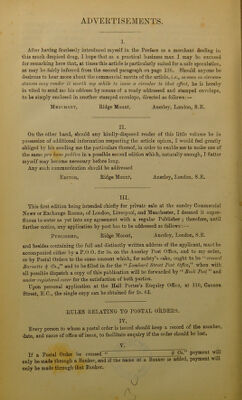 ADVERTISEMENTS.
I.
After having fearlessly introduced myself in the Preface as a merchant dealing in
this much decried drug, I hope that as a practical business man I may be excused
for remarking here that, at times this article is particularly suited for a safe speculation,
as may be fairly inferred from the second paragraph on page 116. Should anyone be
desirous to hear more about the commercial merits of the article, i.e., as soon as circum-
stances may render it worth my while to issue a circular to that effect, he is hereby
invited to send me his address by means of a ready addressed and stamped envelope,
to be simply enclosed in another stamped envelope, directed as follows:—
MERCHANT, Ridge Mount, Anerley, London, S.E.
II.
On the other hand, should any kindly-disposed reader of this little volume be in
possession of additional information respecting the article opium, I would feel greatly
obliged by his sending me the particulars thereof, in order to enable me to make use of
the same pro bono publico in a possible second edition which, naturally enough, I flatter
myself may become necessary before long.
Any such communication should be addressed
EDITOR, Ridge Mount, Anerley, London, S.E.
III.
This first edition being intended chiefly for private sale at the sundry Commercial
News or Exchange Rooms, of London, Liverpool, and Manchester, I deemed it super-
fluous to enter as yet into any agreement with a regular Publisher; therefore, until
further notice, any application by post has to be addressed as follows:—
PUBLISHER, Ridge Mount, Anerley, London, S.E.
and besides containing the full and distinctly written address of the applicant, must be
accompanied either by a P.O.O. for 5s. on the Anerley Post Office, and to my order,
or by Postal Orders to the same amount which, for safety's sake, ought to be "crossed
& Co.," and to be filled in for the "Lombard Street Post Office," when with
all possible dispatch a copy of this publication will be forwarded by "Book Post" and
under registered cover for the satisfaction of both parties.
Upon personal application at the Hall Porter's Enquiry Office, at 110, Cannon
Street, E.C., the single copy can be obtained for
RULES RELATING TO POSTAL ORDERS.
IV.
Every person to whom a postal order is issued should keep a record of the number,
date, and name of office of issue, to facilitate enquiry if the order should be lost.
V.
If a Postal Order be crossed " & Co." payment will
only be made through a Banker, and if the name of a Banker is added, payment will
only be made through that Banker.